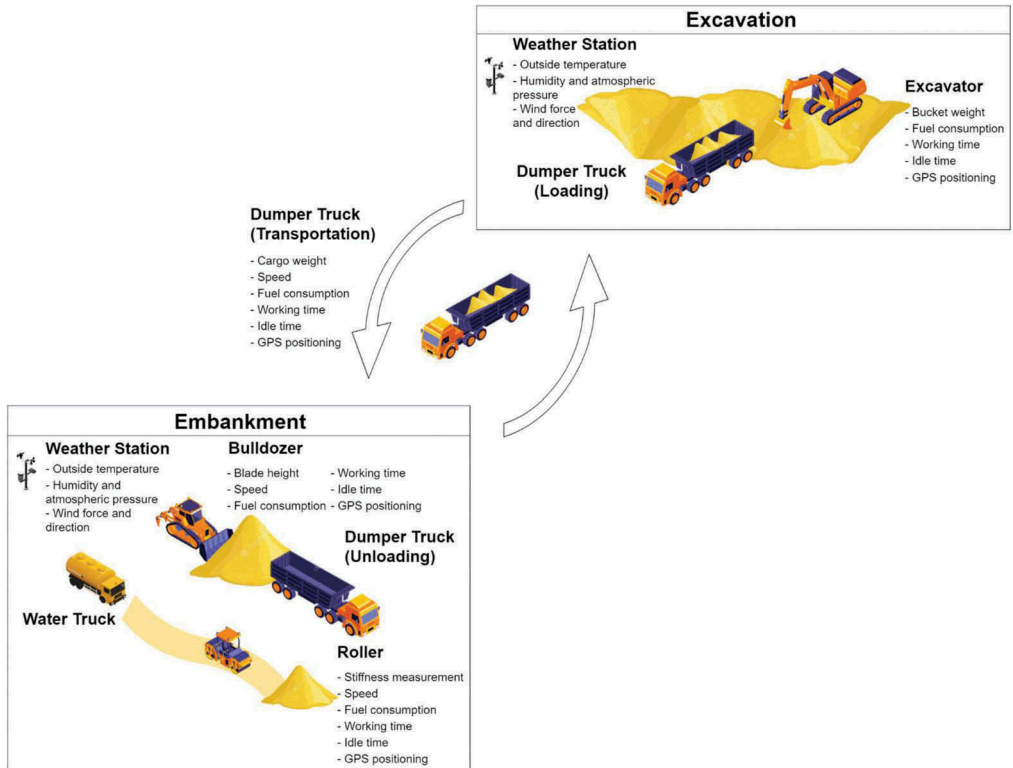 Excavation
Weather Station
- Outside temperature
- Humidity and atmospheric
pressure
- Wind force
and direction
Excavator
- Bucket weight
- Fuel consumption
- Working time
- Idle time
- GPS positioning
Dumper Truck
(Loading)
Dumper Truck
(Transportation)
- Cargo weight
- Speed
- Fuel consumption
- Working time
- Idle time
- GPS positioning
Embankment
Weather Station
- Outside temperature
- Humidity and
atmospheric pressure
- Wind force and
direction
Bulldozer
- Blade height
- Speed
- Fuel consumption
- Working time
- Idle time
- GPS positioning
Dumper Truck
(Unloading)
Water Truck
Roller
- Stiffness measurement
- Speed
- Fuel consumption
- Working time
- Idle time
- GPS positioning